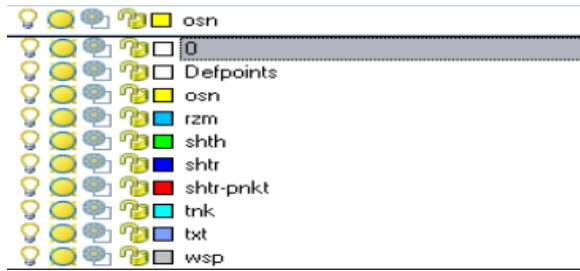 osn
0
Defpoints
osn
rzm
shth
shtr
shtr-pnkt
tnk
txt
wsp